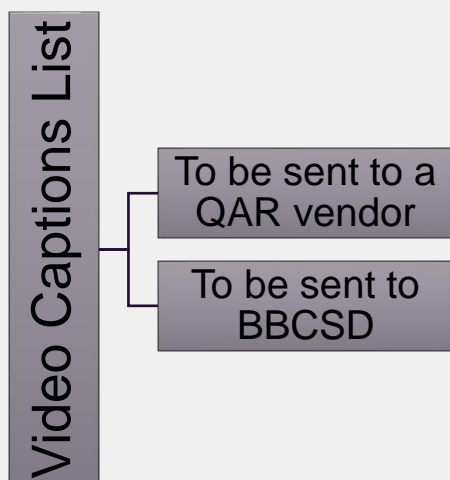 Video Captions List
To be sent to a
QAR vendor
To be sent to
BBCSD